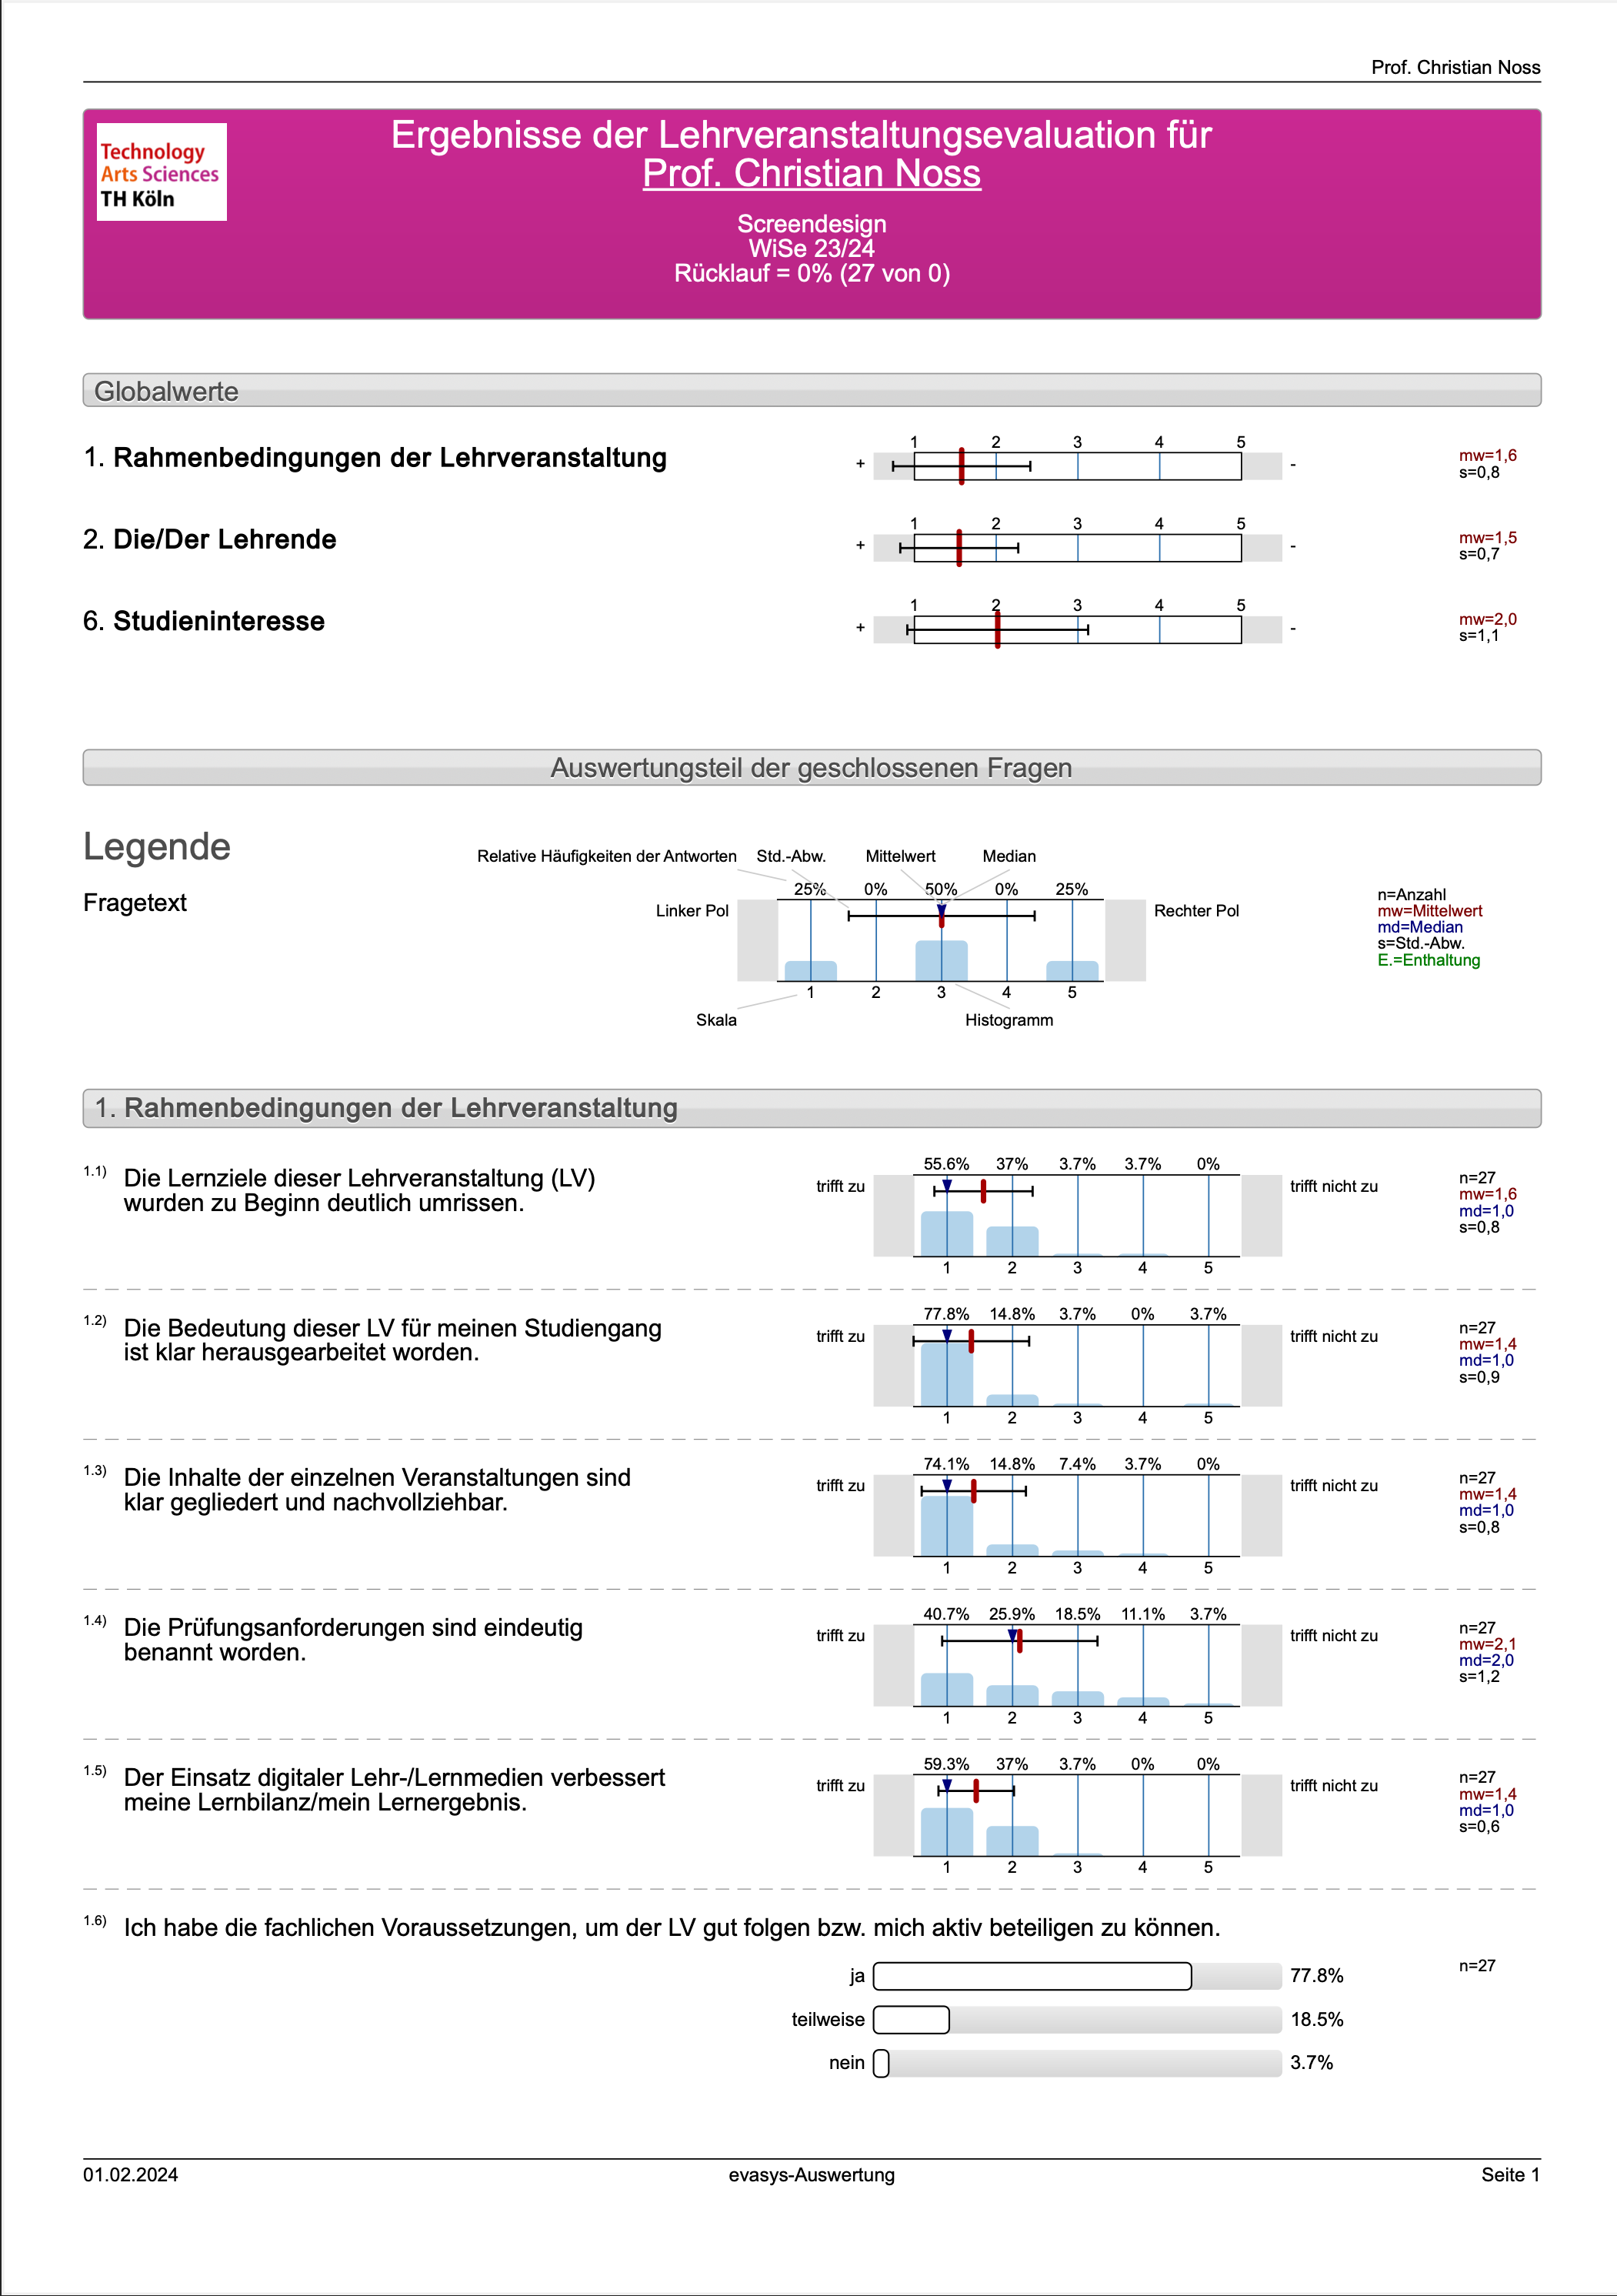 Prof. Christian Noss
Technology
Arts Sciences
TH Köln
Ergebnisse der Lehrveranstaltungsevaluation für
Prof. Christian Noss
Screendesign
WiSe 23/24
Rücklauf = 0% (27 von 0)
Globalwerte
1. Rahmenbedingungen der Lehrveranstaltung
1 2 3 4 5
+ -
mw=1,6
s=0,8
2. Die/Der Lehrende
1 2 3 4 5
+ -
mw=1,5
s=0,7
6. Studieninteresse
1 2 3 4 5
+ -
mw=2,0
s=1,1
Auswertungsteil der geschlossenen Fragen
Legende
Relative Häufigkeiten der Antworten Std.-Abw. Mittelwert Median
Fragetext
25% 0% 50% 0% 25%
Linker Pol Rechter Pol
1 2 3 4 5
Skala Histogramm
n=Anzahl
mw=Mittelwert
md=Median
s=Std.-Abw.
E.=Enthaltung
1. Rahmenbedingungen der Lehrveranstaltung
1.1) Die Lernziele dieser Lehrveranstaltung (LV)
wurden zu Beginn deutlich umrissen.
55.6% 37% 3.7% 3.7% 0%
trifft zu trifft nicht zu
1 2 3 4 5
n=27
mw=1,6
md=1,0
s=0,8
1.2) Die Bedeutung dieser LV für meinen Studiengang
ist klar herausgearbeitet worden.
77.8% 14.8% 3.7% 0% 3.7%
trifft zu trifft nicht zu
1 2 3 4 5
n=27
mw=1,4
md=1,0
s=0,9
1.3) Die Inhalte der einzelnen Veranstaltungen sind
klar gegliedert und nachvollziehbar.
74.1% 14.8% 7.4% 3.7% 0%
trifft zu trifft nicht zu
1 2 3 4 5
n=27
mw=1,4
md=1,0
s=0,8
1.4) Die Prüfungsanforderungen sind eindeutig
benannt worden.
40.7% 25.9% 18.5% 11.1% 3.7%
trifft zu trifft nicht zu
1 2 3 4 5
n=27
mw=2,1
md=2,0
s=1,2
1.5) Der Einsatz digitaler Lehr-/Lernmedien verbessert
meine Lernbilanz/mein Lernergebnis.
59.3% 37% 3.7% 0% 0%
trifft zu trifft nicht zu
1 2 3 4 5
n=27
mw=1,4
md=1,0
s=0,6
1.6) Ich habe die fachlichen Voraussetzungen, um der LV gut folgen bzw. mich aktiv beteiligen zu können.
ja 77.8% n=27
teilweise 18.5%
nein 3.7%
01.02.2024 evasys-Auswertung Seite 1